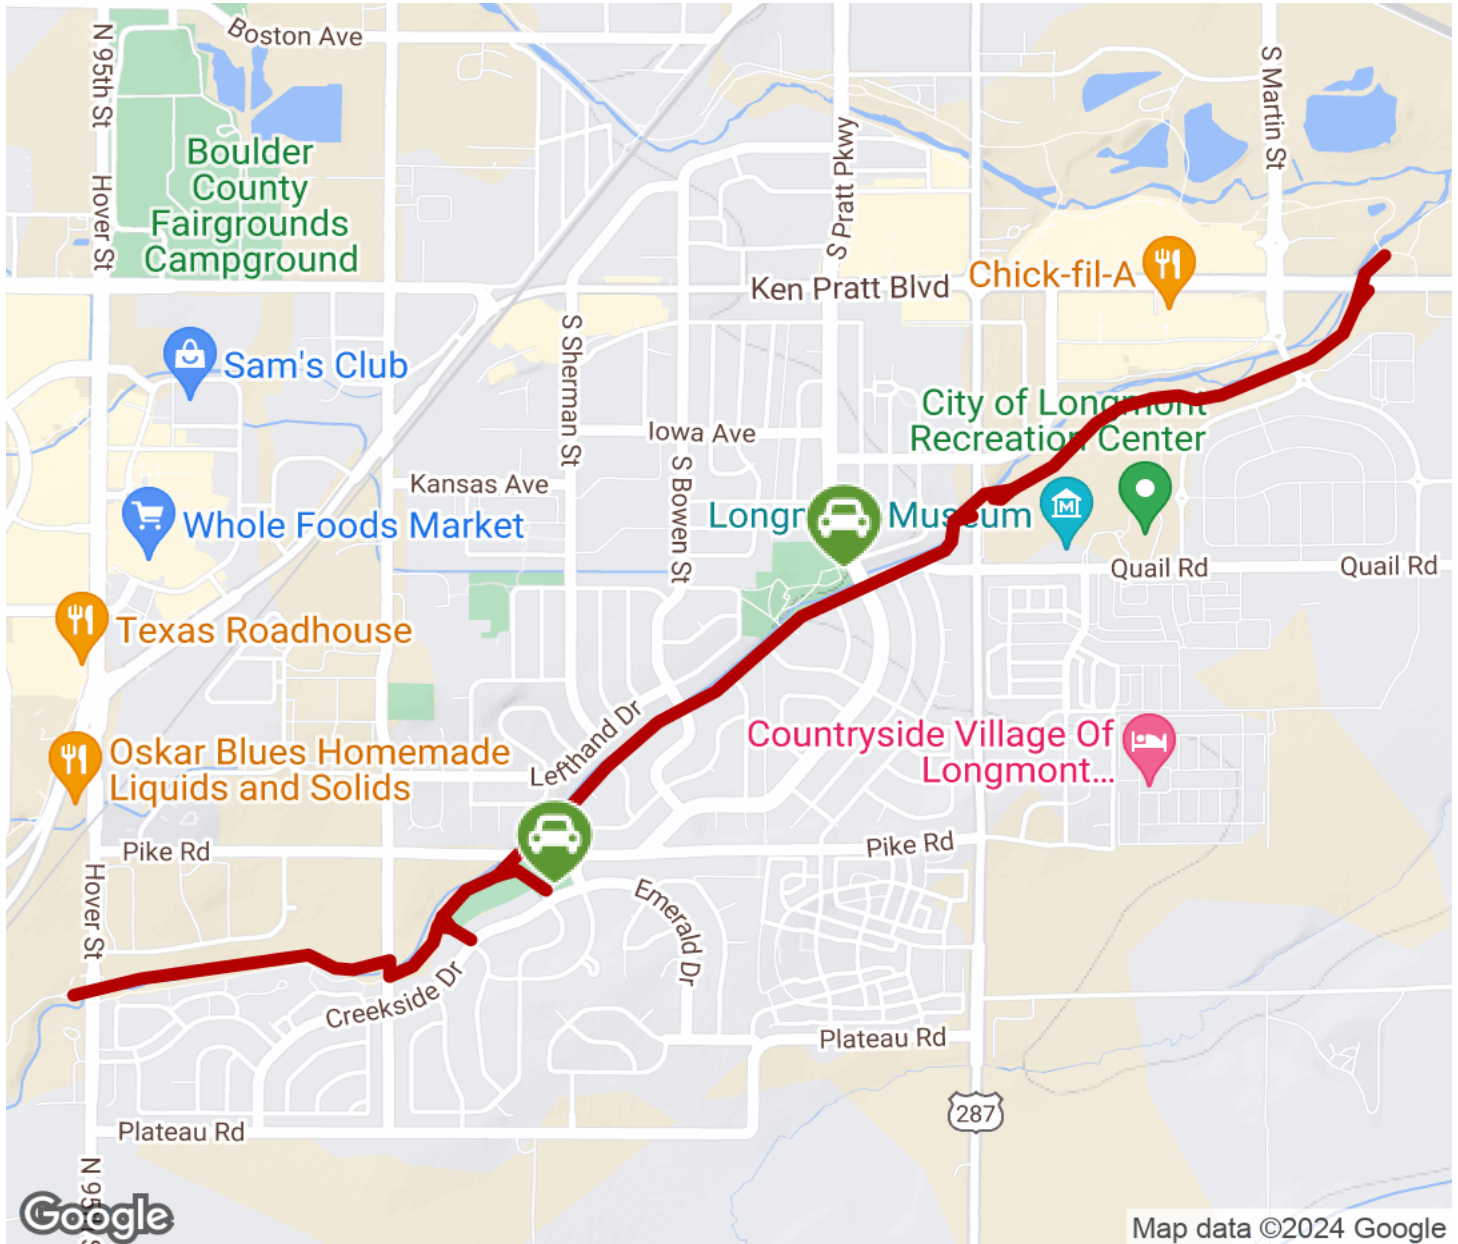 Boston Ave
N 95th St
S Martin St
S Pratt Pkwy
Boulder
County
Fairgrounds
Campground
Hover St
Ken Pratt Blvd
Chick-fil-A
S Sherman St
Sam's Club
City of Longmont
Recreation Center
Iowa Ave
Kansas Ave
S Bowen St
Museum
Whole Foods Market
Quail Rd
Quail Rd
Texas Roadhouse
Lefthand Dr
Countryside Village Of
Longmont...
Oskar Blues Homemade
Liquids and Solids
Pike Rd
Pike Rd
Hover St
Emerald Dr
Creekside Dr
Plateau Rd
287
Plateau Rd
Google
Map data ©2024 Google